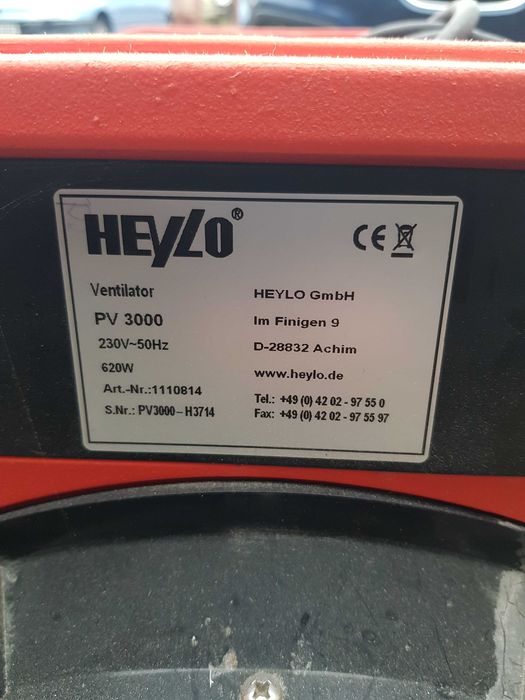 HEYLO®
CE
Ventilator
PV 3000
230V~50Hz
620W
Art.-Nr.:1110814
S.Nr.: PV3000-H3714
HEYLO GmbH
Im Finigen 9
D-28832 Achim
www.heylo.de
Tel.: +49 (0) 42 02 - 97 55 0
Fax: +49 (0) 42 02 - 97 55 97